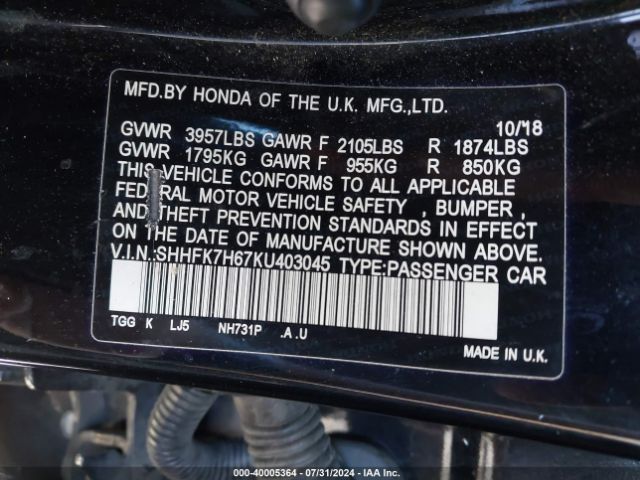 MFD.BY HONDA OF THE U.K. MFG.,LTD.
10/'18
GVWR 3957LBS GAWR F 2105LBS R 1874LBS
GVWR 1795KG GAWR F 955KG R 850KG
THIS VEHICLE CONFORMS TO ALL APPLICABLE
FEDERAL MOTOR VEHICLE SAFETY , BUMPER ,
AND THEFT PREVENTION STANDARDS IN EFFECT
ON THE DATE OF MANUFACTURE SHOWN ABOVE.
V.I.N.:SHHFK7H67KU403045 TYPE:PASSENGER CAR
TGG K LJ5 NH731P .A .U
MADE IN U.K.
000-40005364 | 07/31/2024 | IAA Inc.